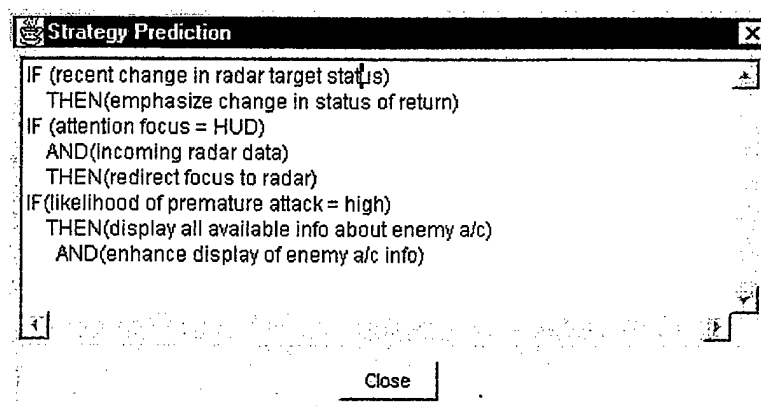 Strategy Prediction
IF (recent change in radar target status)
THEN(emphasize change in status of return)
IF (attention focus = HUD)
AND(incoming radar data)
THEN(redirect focus to radar)
IF(likelihood of premature attack = high)
THEN(display all available info about enemy a/c)
AND(enhance display of enemy a/c info)
Close